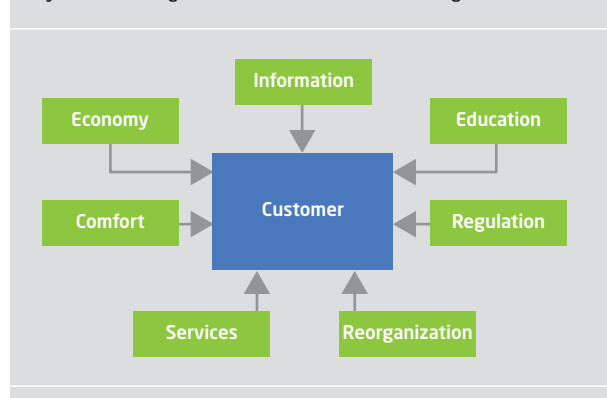 Information
Economy
Education
Customer
Comfort
Regulation
Services
Reorganization